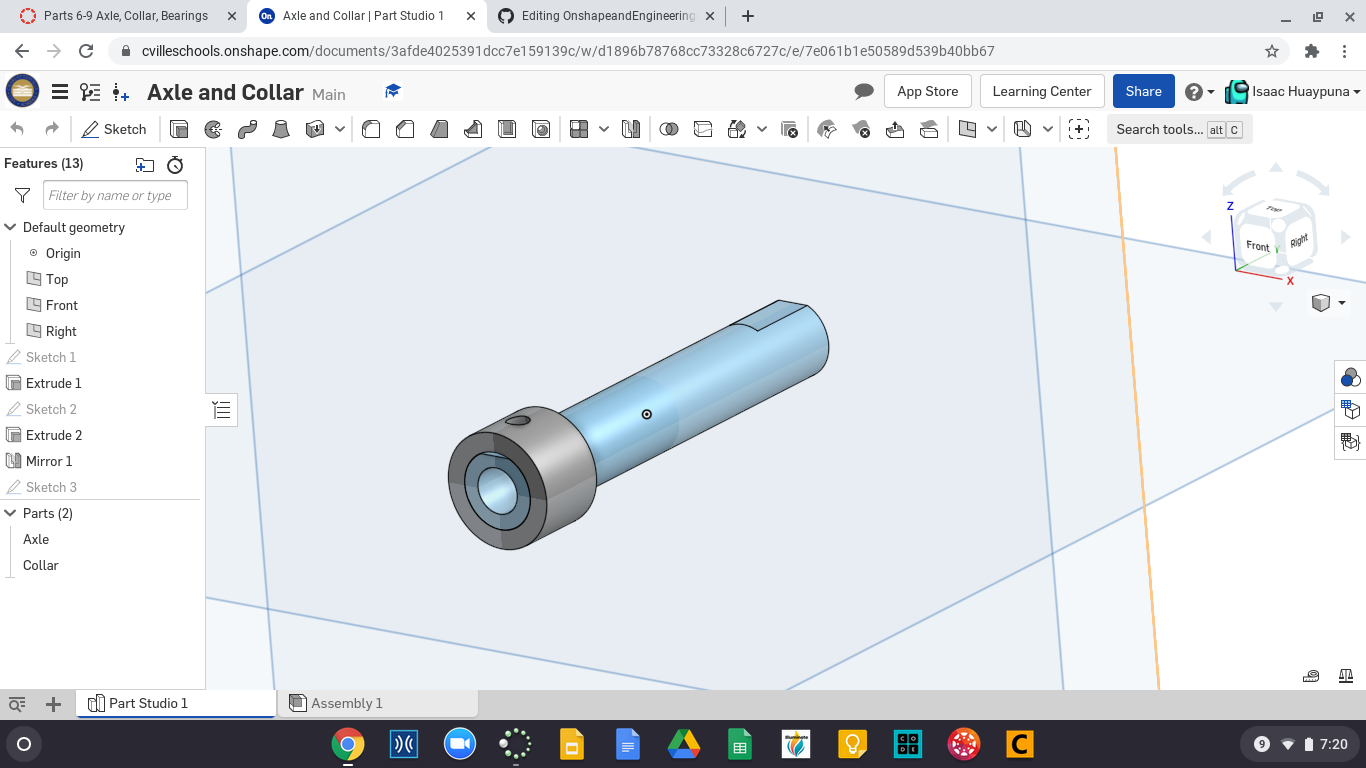 Parts 6-9 Axle, Collar, Bearings
On
Axle and Collar | Part Studio 1
Editing OnshapeandEngineering
cvilleschools.onshape.com/documents/3afde4025391dcc7e159139c/w/d1896b78768cc73328c6727c/e/7e061b1e50589d539b40bb67
Axle and Collar Main
App Store
Learning Center
Share
Isaac Huaypuna
Sketch
Search tools... alt C
Features (13)
Filter by name or type
Default geometry
Origin
Top
Front
Right
Sketch 1
Extrude 1
Sketch 2
Extrude 2
Mirror 1
Sketch 3
Parts (2)
Axle
Collar
Z
Top
Front
Right
Y
X
Part Studio 1
Assembly 1
illuminate
CO
DE
C
9
7:20